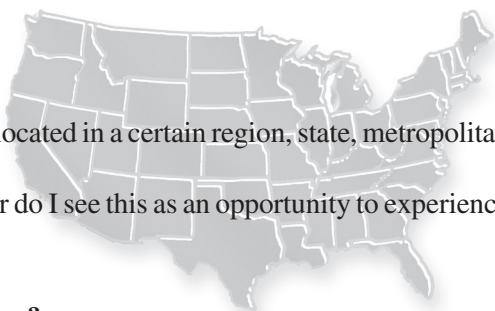 located in a certain region, state, metropolita
r do I see this as an opportunity to experienc